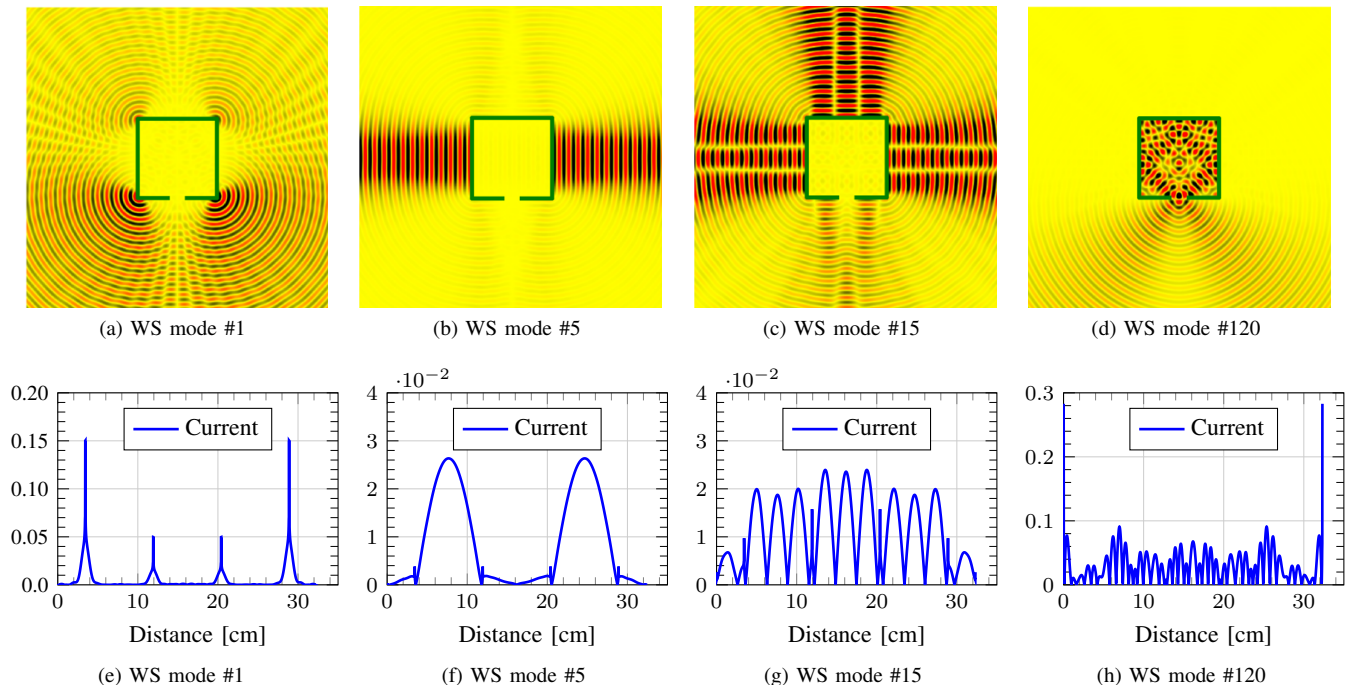 (a) WS mode #1
(b) WS mode #5
(c) WS mode #15
(d) WS mode #120
0.20
0.15
0.10
0.05
0.0
0 10 20 30
Current
Distance [cm]
(e) WS mode #1
·10⁻²
4
3
2
1
0
0 10 20 30
Current
Distance [cm]
(f) WS mode #5
·10⁻²
4
3
2
1
0
0 10 20 30
Current
Distance [cm]
(g) WS mode #15
0.3
0.2
0.1
0
0 10 20 30
Current
Distance [cm]
(h) WS mode #120